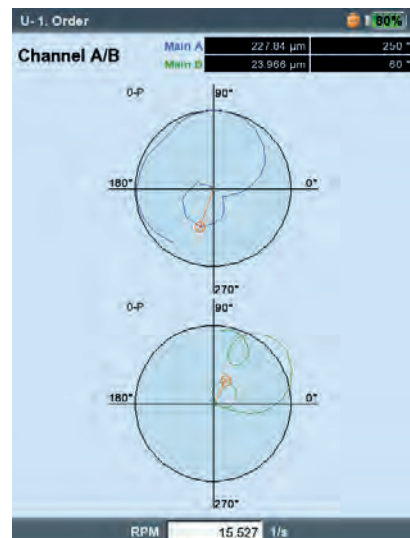 U- 1. Order 80%
Channel A/B
Main A 227.84 µm 250 °
Main B 23.966 µm 60 °
0-P 90°
180° 0°
270°
0-P 90°
180° 0°
270°
RPM 15.527 1/s